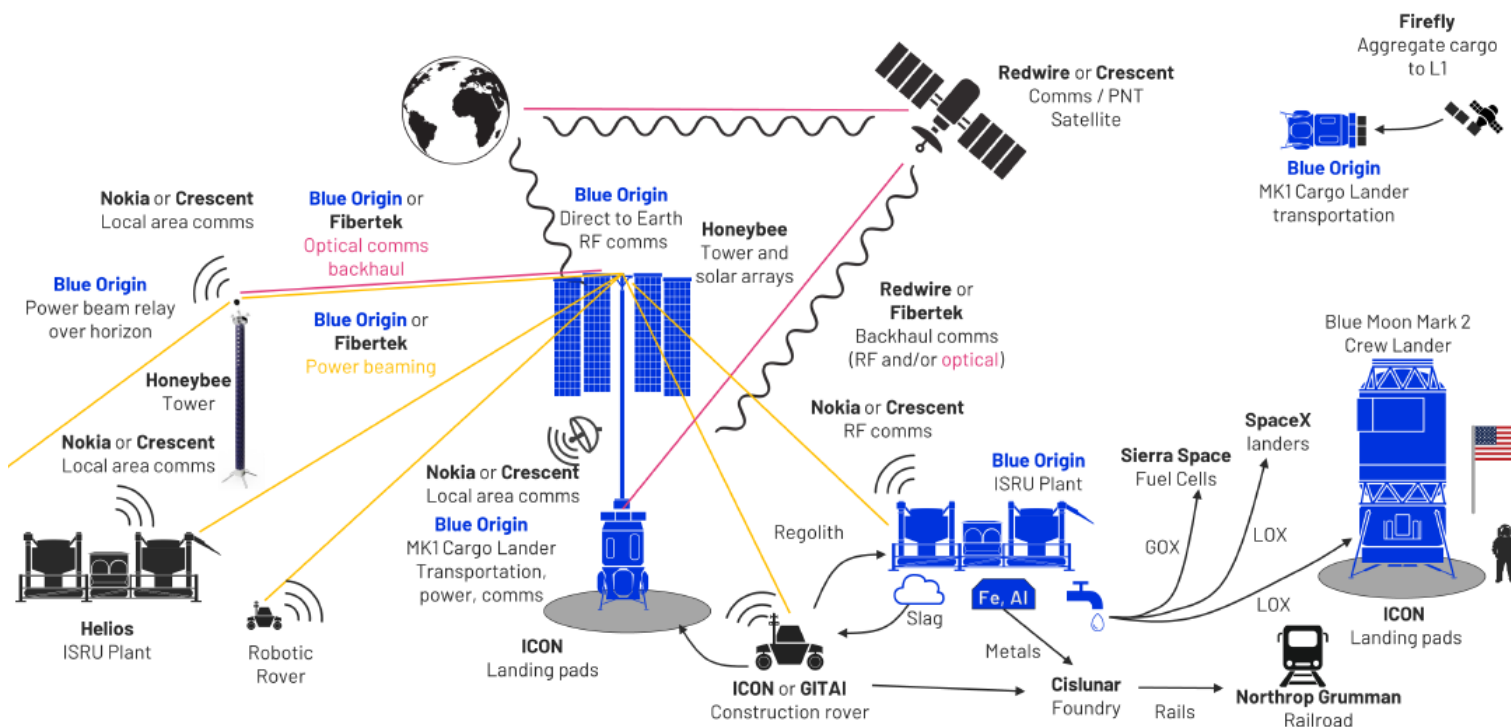 Firefly
Aggregate cargo
to L1
Redwire or Crescent
Comms / PNT
Satellite
Blue Origin
MK1 Cargo Lander
transportation
Nokia or Crescent
Local area comms
Blue Origin or
Fibertek
Optical comms
backhaul
Blue Origin
Direct to Earth
RF comms
Honeybee
Tower and
solar arrays
Blue Origin
Power beam relay
over horizon
Redwire or
Fibertek
Backhaul comms
(RF and/or optical)
Blue Origin or
Fibertek
Power beaming
Blue Moon Mark 2
Crew Lander
Honeybee
Tower
Nokia or Crescent
RF comms
Nokia or Crescent
Local area comms
SpaceX
landers
Sierra Space
Fuel Cells
Blue Origin
ISRU Plant
Nokia or Crescent
Local area comms
Blue Origin
MK1 Cargo Lander
Transportation,
power, comms
Regolith
GOX
LOX
LOX
Fe, Al
Slag
Metals
Helios
ISRU Plant
Robotic
Rover
ICON
Landing pads
ICON
Landing pads
ICON or GITAI
Construction rover
Cislunar
Foundry
Rails
Northrop Grumman
Railroad